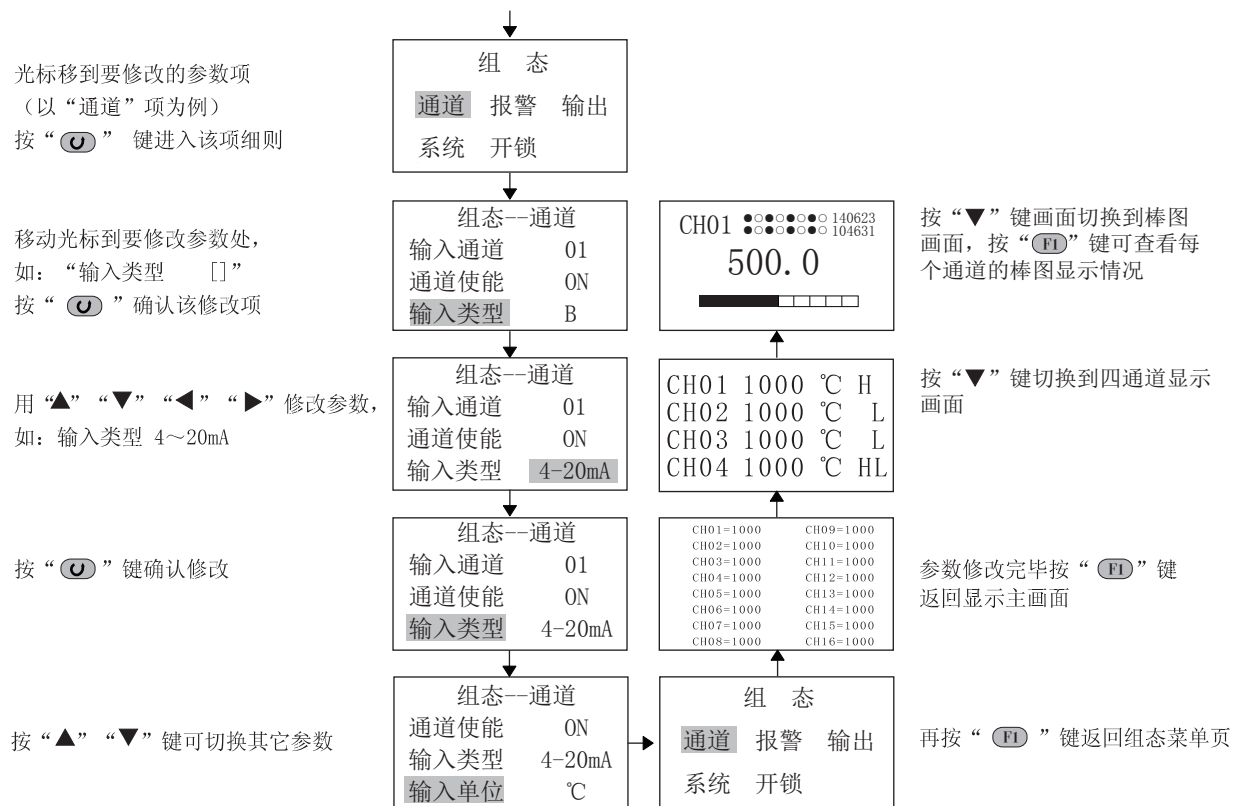 光标移到要修改的参数项
（以“通道”项为例）
按“ ”键进入该项细则
组 态
通道 报警 输出
系统 开锁
移动光标到要修改参数处，
如：“输入类型 []”
按“ ”确认该修改项
组态--通道
输入通道 01
通道使能 ON
输入类型 B
用“▲”“▼”“◀”“▶”修改参数，
如：输入类型 4～20mA
组态--通道
输入通道 01
通道使能 ON
输入类型 4-20mA
按“ ”键确认修改
组态--通道
输入通道 01
通道使能 ON
输入类型 4-20mA
按“▲”“▼”键可切换其它参数
组态--通道
通道使能 ON
输入类型 4-20mA
输入单位 ℃
组 态
通道 报警 输出
系统 开锁
再按“F1”键返回组态菜单页
CH01=1000 CH09=1000
CH02=1000 CH10=1000
CH03=1000 CH11=1000
CH04=1000 CH12=1000
CH05=1000 CH13=1000
CH06=1000 CH14=1000
CH07=1000 CH15=1000
CH08=1000 CH16=1000
参数修改完毕按“F1”键
返回显示主画面
CH01 1000 ℃ H
CH02 1000 ℃ L
CH03 1000 ℃ L
CH04 1000 ℃ HL
按“▼”键切换到四通道显示
画面
CH01 ●○●○●○●○ 140623
●○●○●○●○ 104631
500.0
按“▼”键画面切换到棒图
画面，按“F1”键可查看每
个通道的棒图显示情况